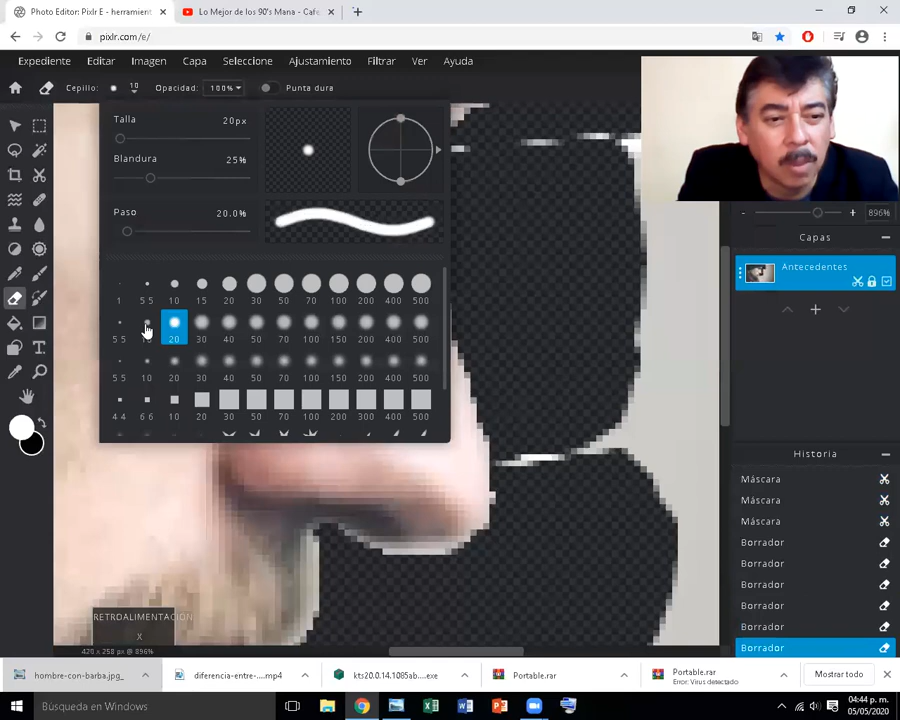 Photo Editor: Pixlr E - herramient
Lo Mejor de los 90's Mana - Cafe
pixlr.com/e/
Expediente Editar Imagen Capa Seleccione Ajustamiento Filtrar Ver Ayuda
Cepillo: 10 Opacidad: 100% Punta dura
Talla 20px
Blandura 25%
Paso 20.0%
1 5 5 10 15 20 30 50 70 100 200 400 500
5 5 20 30 40 50 70 100 150 200 400 500
5 5 10 20 30 40 50 70 100 150 200 400 500
4 4 6 6 10 20 30 50 100 200 300 400 500
- + 896%
Capas
Antecedentes
Historia
Máscara
Máscara
Máscara
Borrador
Borrador
Borrador
Borrador
Borrador
Borrador
RETROALIMENTACIÓN
X
420 x 258 px @ 896%
hombre-con-barba.jpg_
diferencia-entre-....mp4
kts20.0.14.1085ab....exe
Portable.rar
Portable.rar
Error: Virus detectado
Mostrar todo
Búsqueda en Windows
04:44 p. m.
05/05/2020